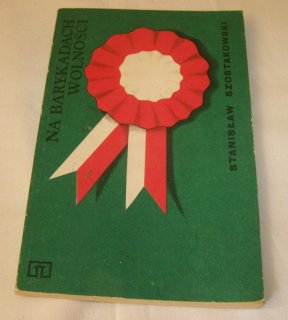 NA BARYKADACH
WOLNOŚCI
STANISŁAW SZOSTAKOWSKI